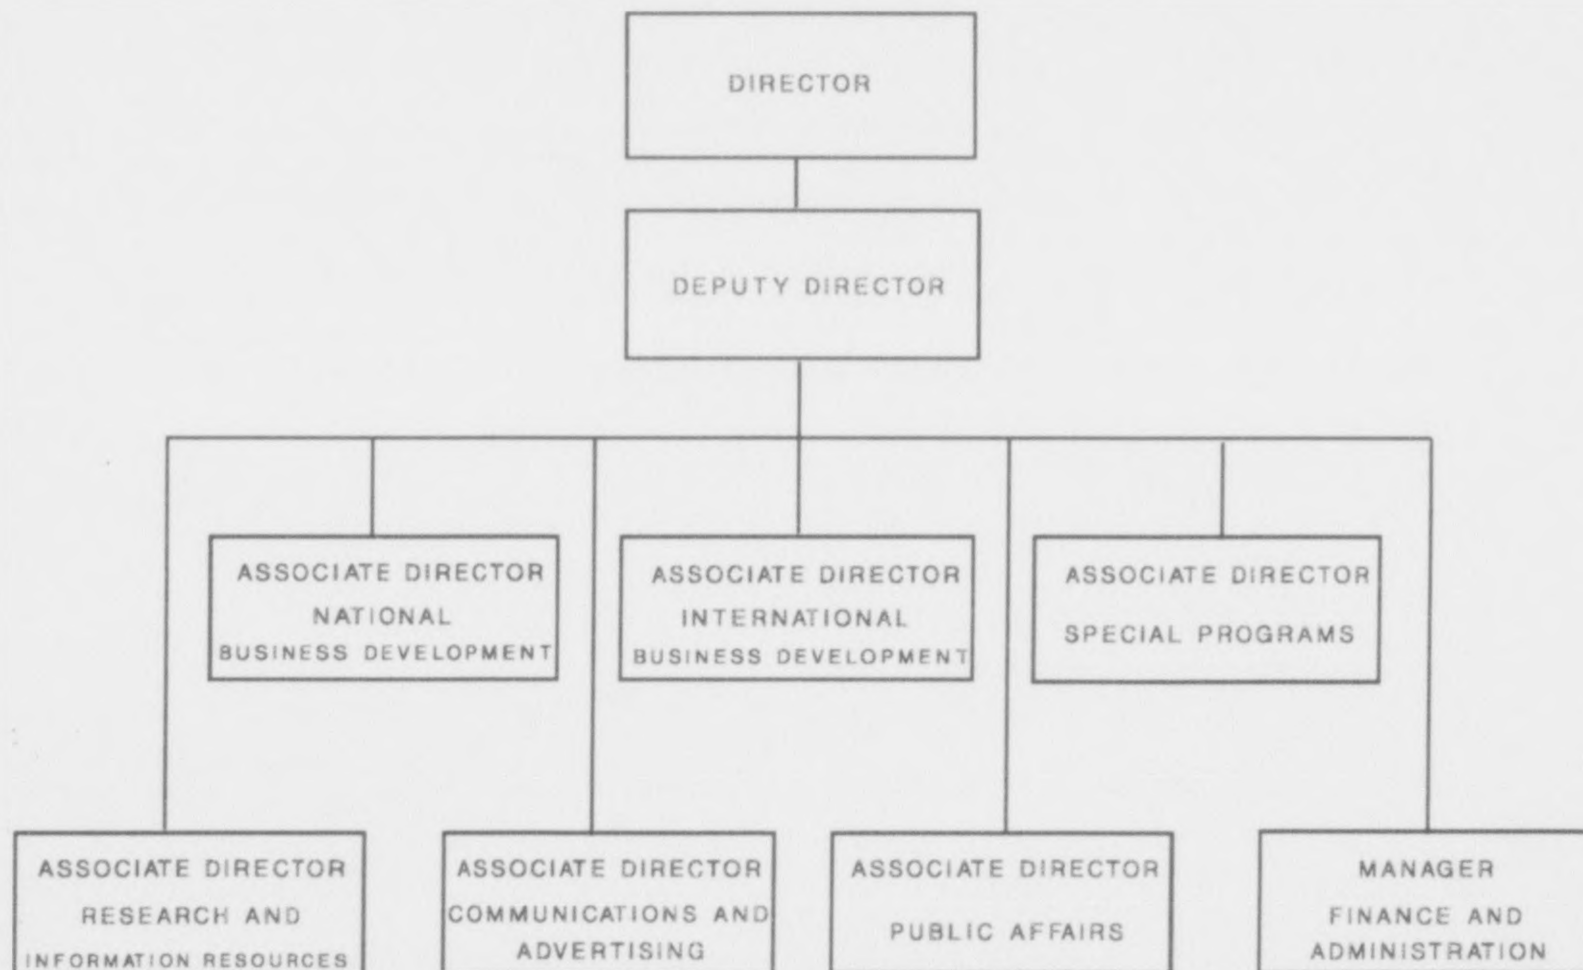 DIRECTOR
DEPUTY DIRECTOR
ASSOCIATE DIRECTOR
NATIONAL
BUSINESS DEVELOPMENT
ASSOCIATE DIRECTOR
INTERNATIONAL
BUSINESS DEVELOPMENT
ASSOCIATE DIRECTOR
SPECIAL PROGRAMS
ASSOCIATE DIRECTOR
RESEARCH AND
INFORMATION RESOURCES
ASSOCIATE DIRECTOR
COMMUNICATIONS AND
ADVERTISING
ASSOCIATE DIRECTOR
PUBLIC AFFAIRS
MANAGER
FINANCE AND
ADMINISTRATION